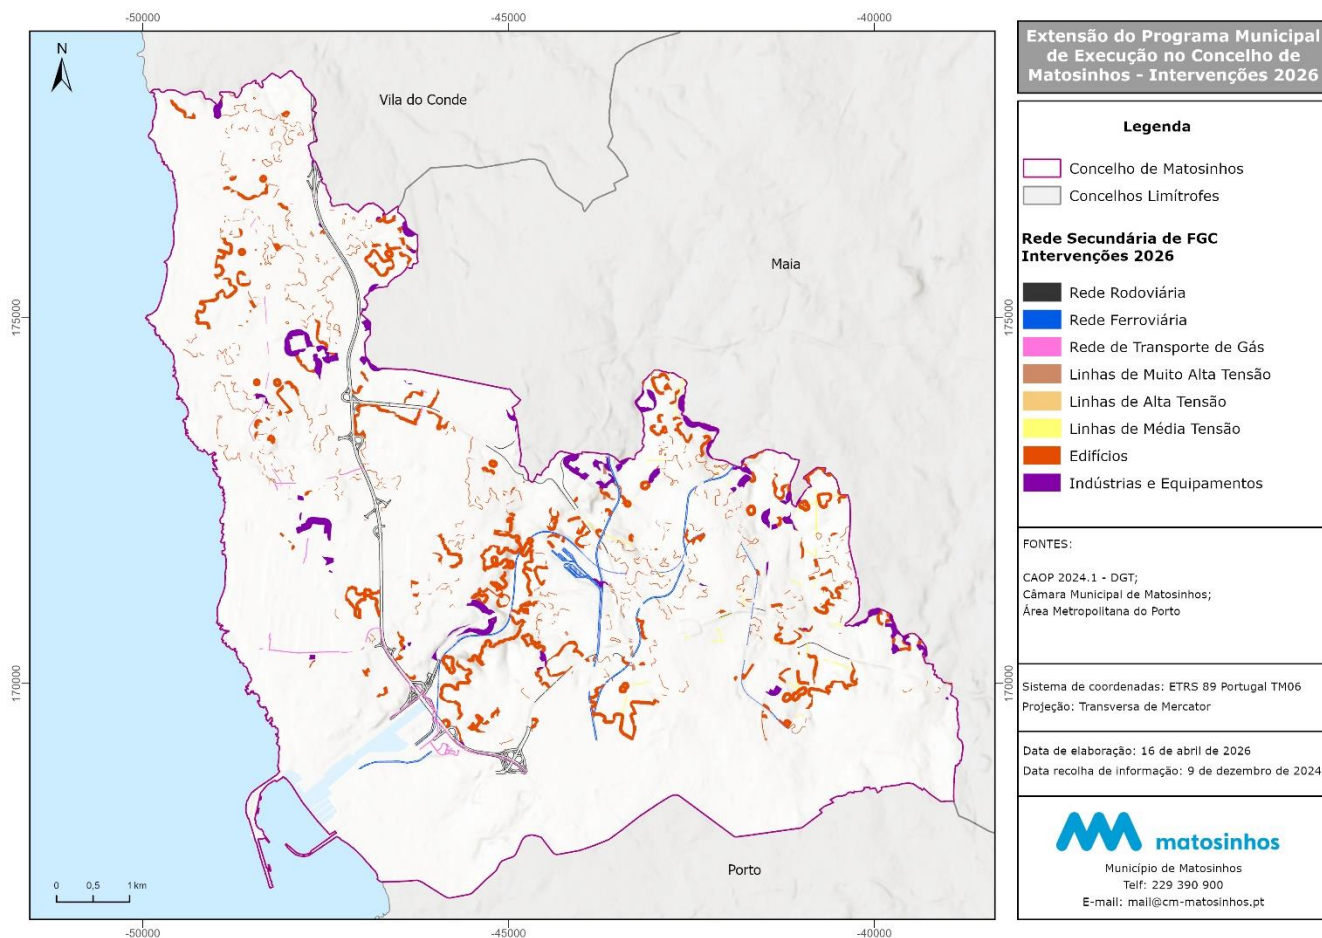 -50000
-45000
-40000
N
Vila do Conde
Maia
Porto
175000
175000
170000
170000
0 0,5 1 km
-50000
-45000
-40000
Extensão do Programa Municipal
de Execução no Concelho de
Matosinhos - Intervenções 2026
Legenda
Concelho de Matosinhos
Concelhos Limítrofes
Rede Secundária de FGC
Intervenções 2026
Rede Rodoviária
Rede Ferroviária
Rede de Transporte de Gás
Linhas de Muito Alta Tensão
Linhas de Alta Tensão
Linhas de Média Tensão
Edifícios
Indústrias e Equipamentos
FONTES:
CAOP 2024.1 - DGT;
Câmara Municipal de Matosinhos;
Área Metropolitana do Porto
Sistema de coordenadas: ETRS 89 Portugal TM06
Projeção: Transversa de Mercator
Data de elaboração: 16 de abril de 2026
Data recolha de informação: 9 de dezembro de 2024
matosinhos
Município de Matosinhos
Telf: 229 390 900
E-mail: mail@cm-matosinhos.pt